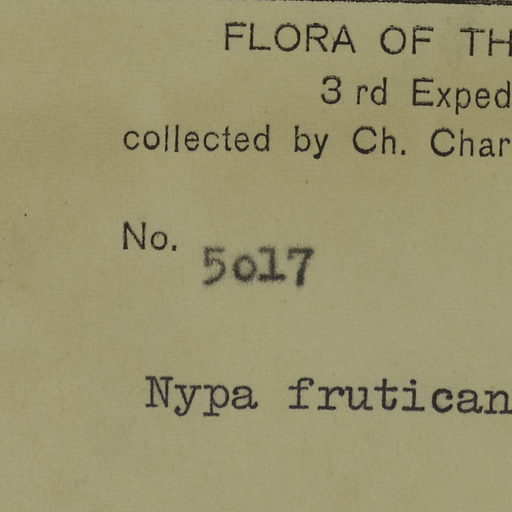 FLORA OF TH
3 rd Exped
collected by Ch. Char
No. 5017
Nypa frutican